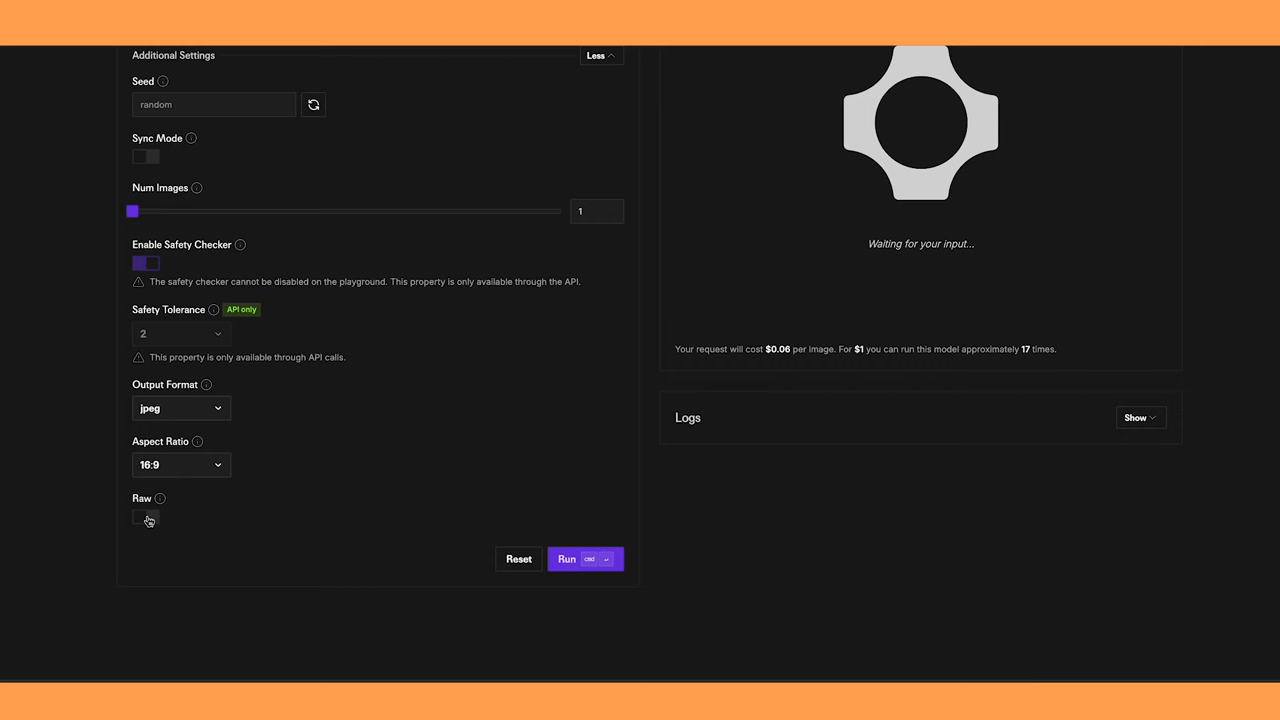 Additional Settings
Less
Seed
random
Sync Mode
Num Images
1
Enable Safety Checker
The safety checker cannot be disabled on the playground. This property is only available through the API.
Safety Tolerance API only
2
This property is only available through API calls.
Output Format
jpeg
Aspect Ratio
16:9
Raw
Reset
Run cmd ↵
Waiting for your input...
Your request will cost $0.06 per image. For $1 you can run this model approximately 17 times.
Logs
Show